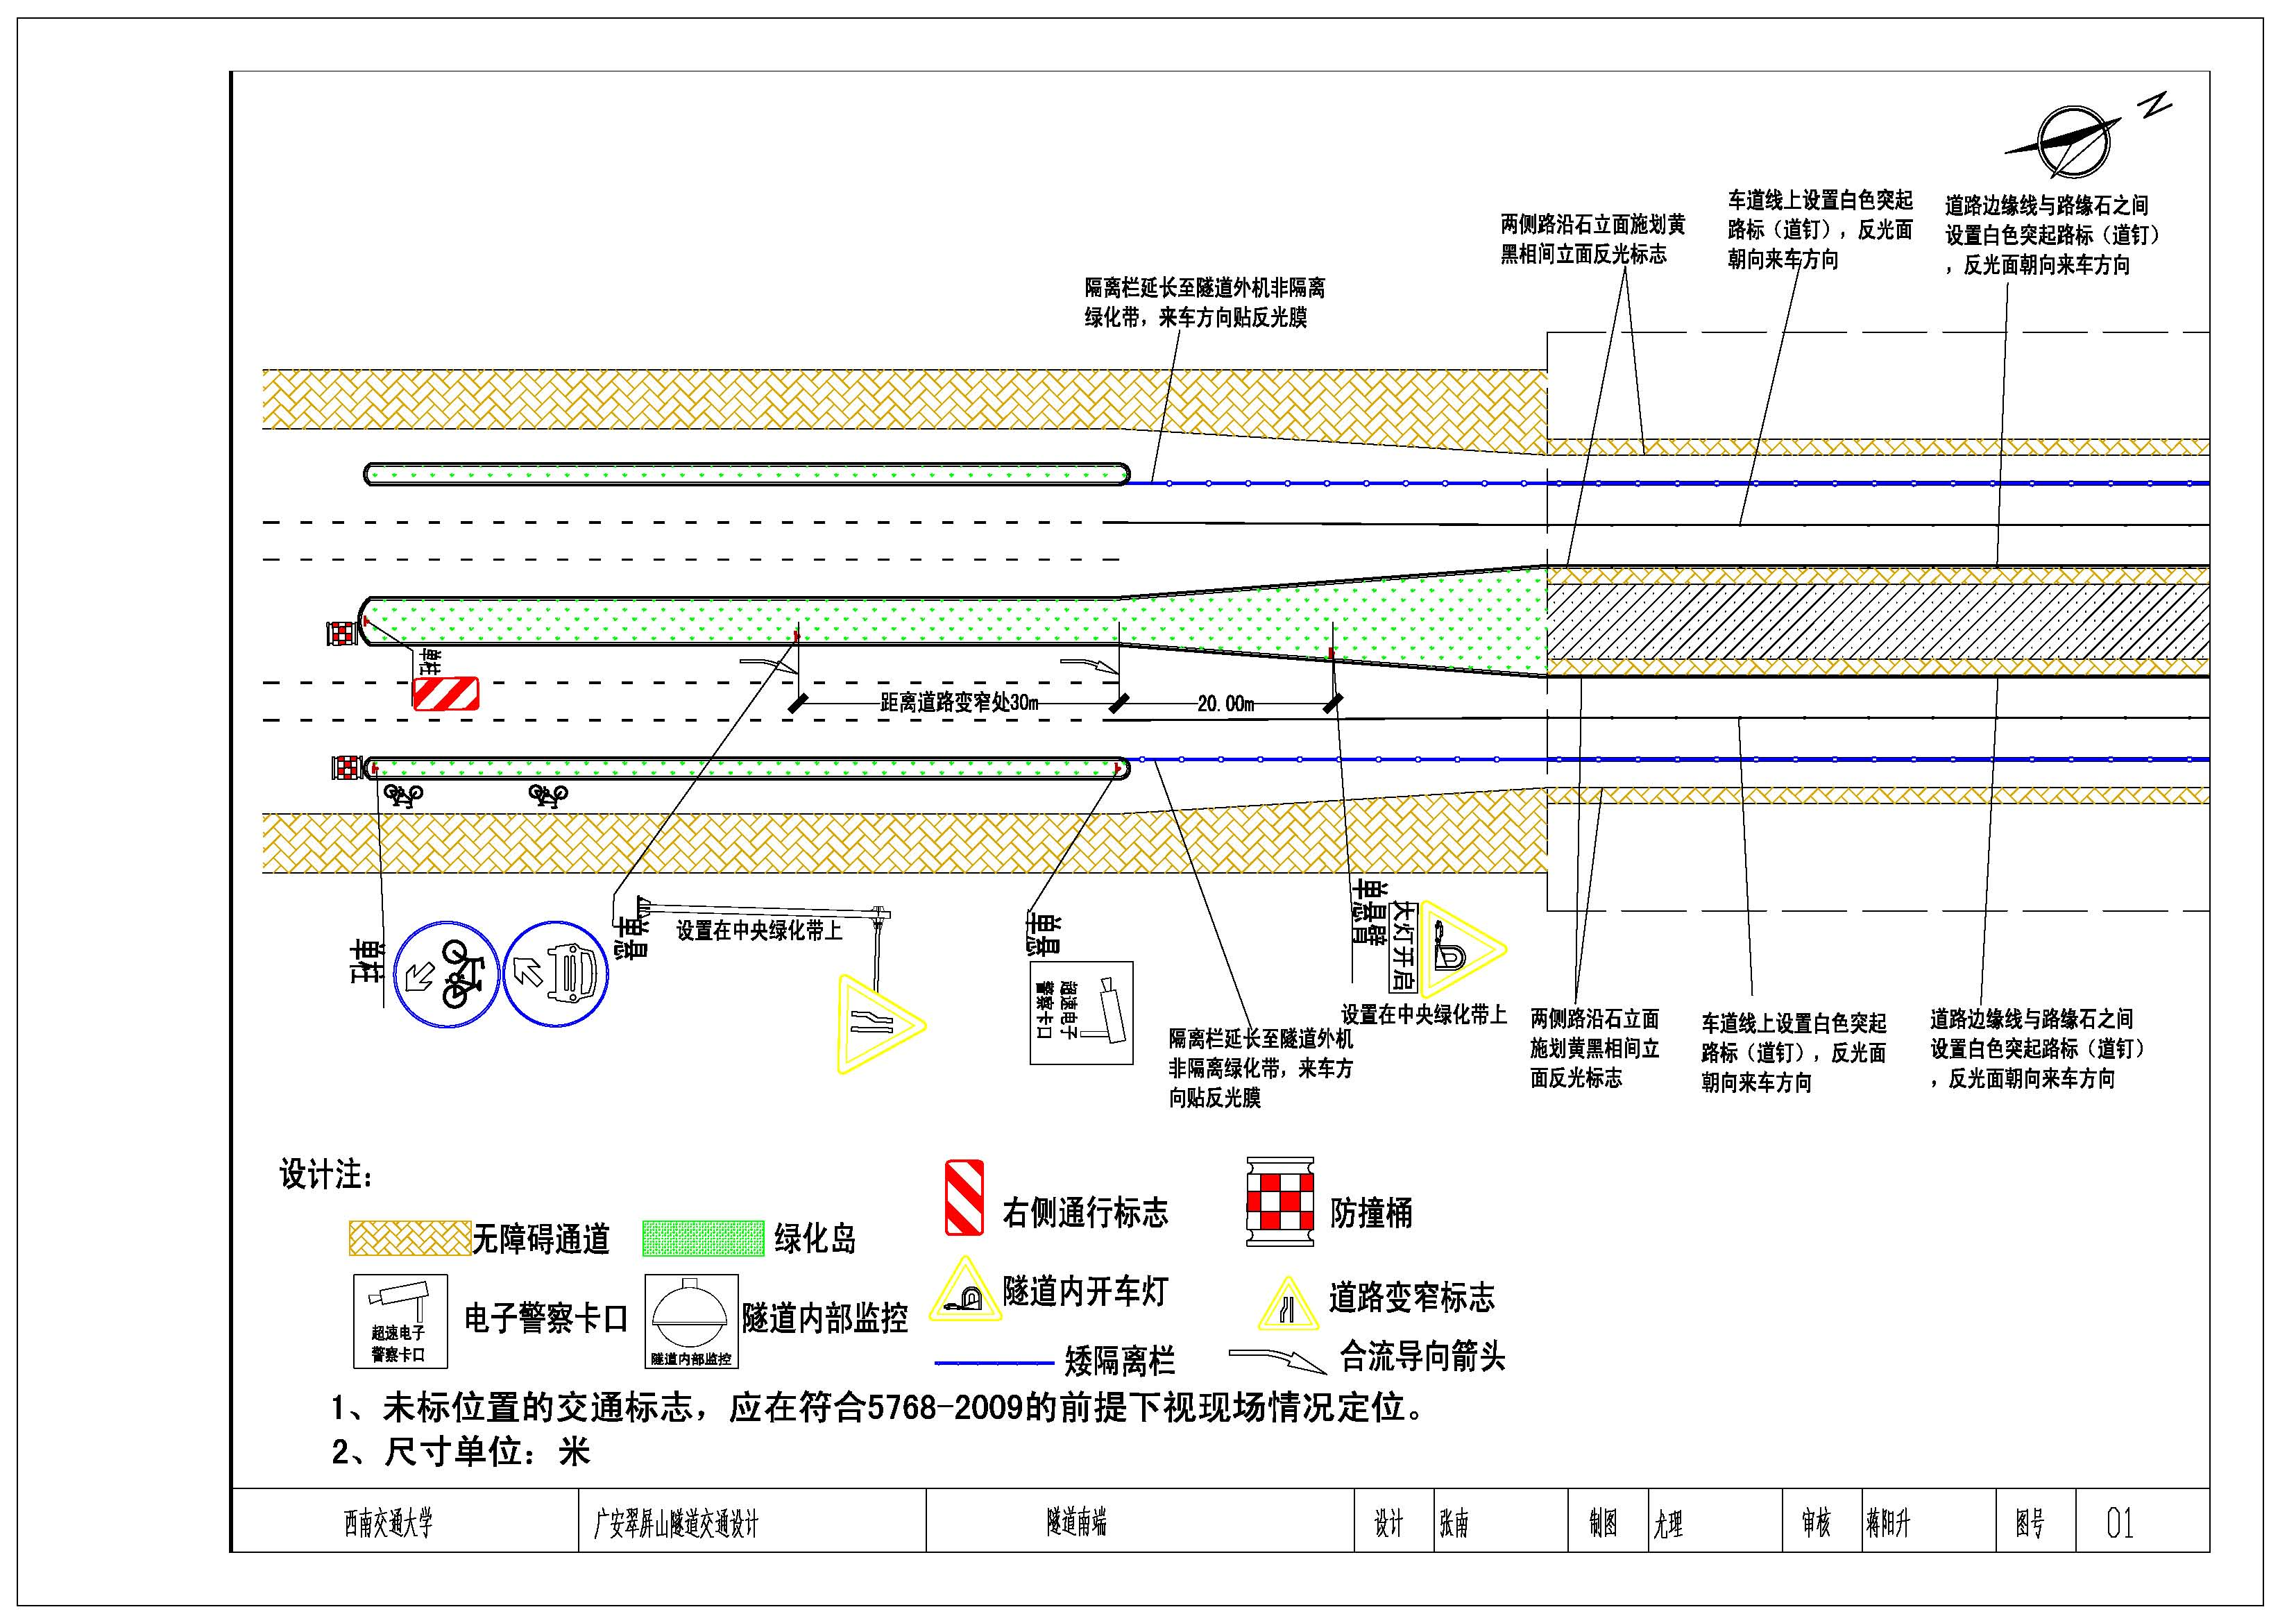 N
车道线上设置白色突起
路标（道钉），反光面
朝向来车方向
道路边缘线与路缘石之间
设置白色突起路标（道钉）
，反光面朝向来车方向
两侧路沿石立面施划黄
黑相间立面反光标志
隔离栏延长至隧道外机非隔离
绿化带，来车方向贴反光膜
单柱
距离道路变窄处30m
20.00m
单柱
单悬
设置在中央绿化带上
单悬
超速电子
警察卡口
单悬臂
大灯开启
设置在中央绿化带上
隔离栏延长至隧道外机
非隔离绿化带，来车方
向贴反光膜
两侧路沿石立面
施划黄黑相间立
面反光标志
车道线上设置白色突起
路标（道钉），反光面
朝向来车方向
道路边缘线与路缘石之间
设置白色突起路标（道钉）
，反光面朝向来车方向
设计注：
无障碍通道
绿化岛
右侧通行标志
防撞桶
超速电子
警察卡口
电子警察卡口
隧道内部监控
隧道内部监控
隧道内开车灯
道路变窄标志
矮隔离栏
合流导向箭头
1、未标位置的交通标志，应在符合5768-2009的前提下视现场情况定位。
2、尺寸单位：米
西南交通大学
广安翠屏山隧道交通设计
隧道南端
设计
张南
制图
尤理
审核
蒋阳升
图号
01